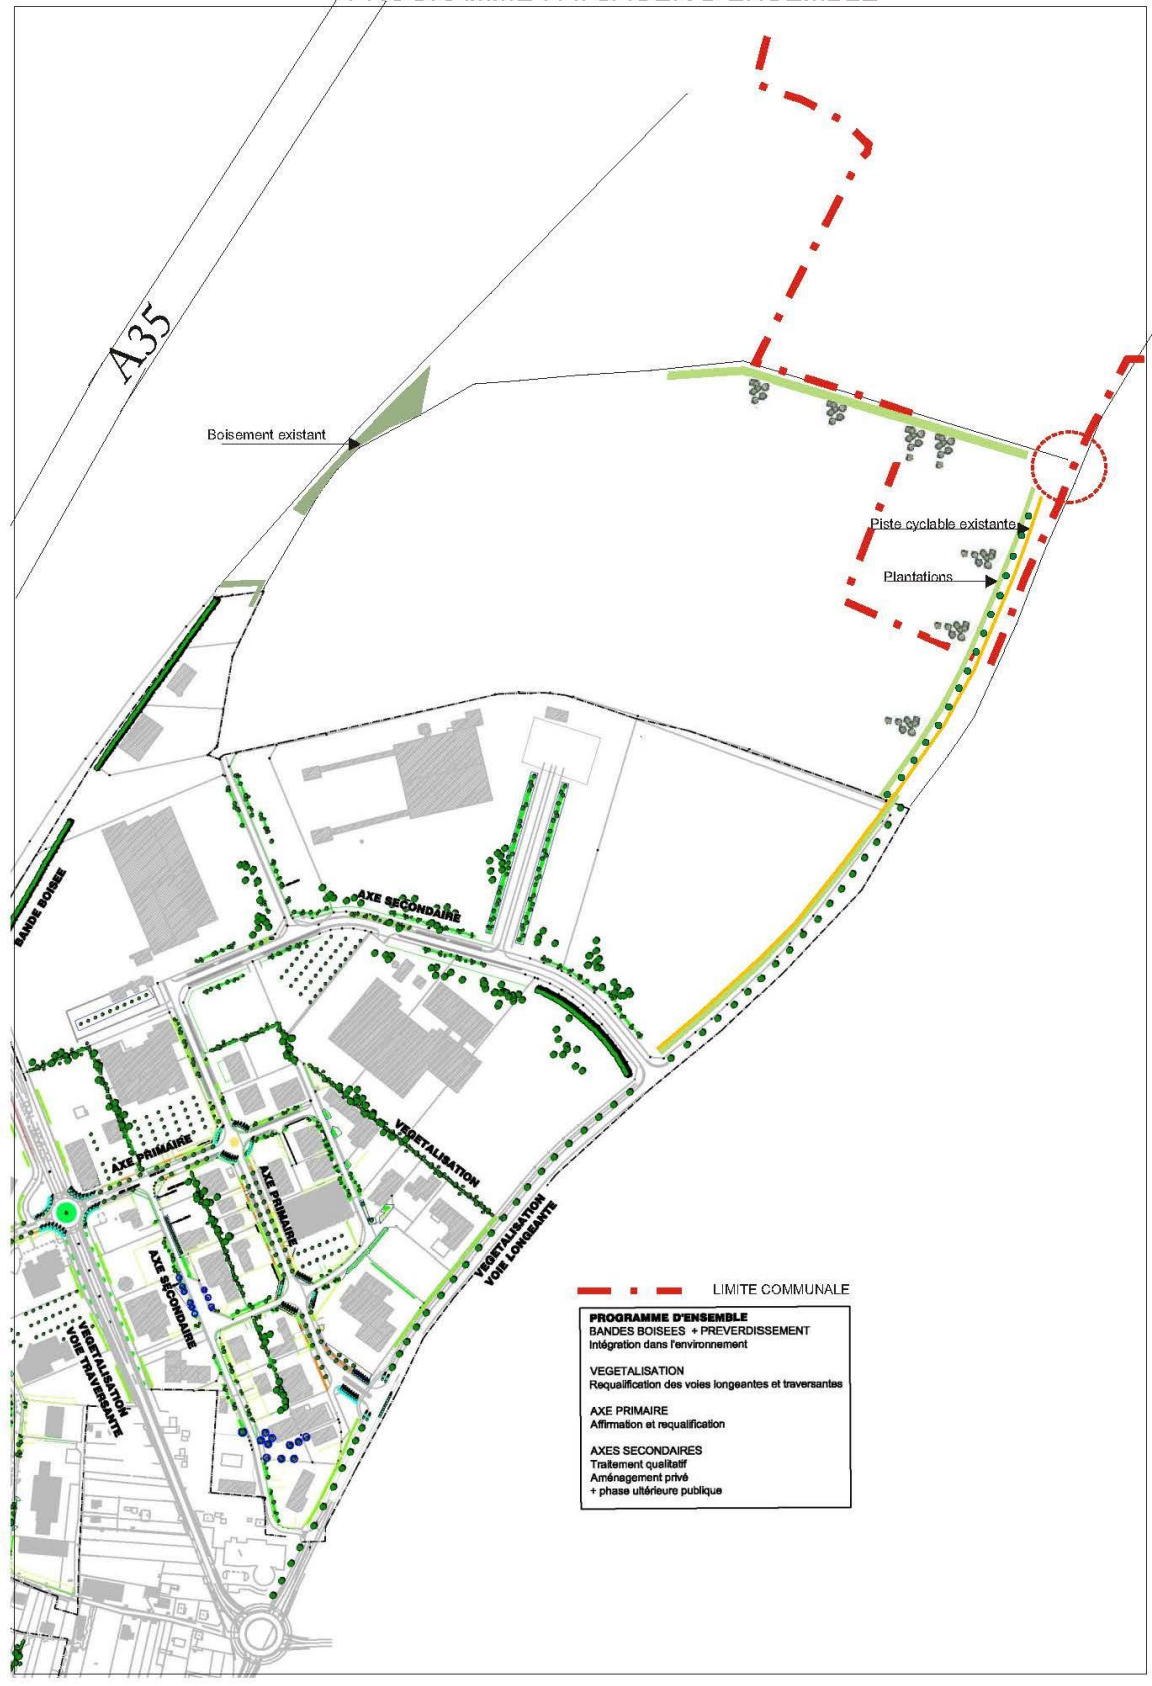 A35
Boisement existant
Piste cyclable existante
Plantations
BANDE BOISEE
AXE SECONDAIRE
VEGETALISATION
AXE PRIMAIRE
AXE PRIMAIRE
VEGETALISATION
VOIE LONGEANTE
AXE SECONDAIRE
VEGETALISATION
VOIE TRAVERSANTE
LIMITE COMMUNALE
PROGRAMME D'ENSEMBLE
BANDES BOISEES + PREVERDISSEMENT
Intégration dans l'environnement
VEGETALISATION
Requalification des voies longeantes et traversantes
AXE PRIMAIRE
Affirmation et requalification
AXES SECONDAIRES
Traitement qualitatif
Aménagement privé
+ phase ultérieure publique